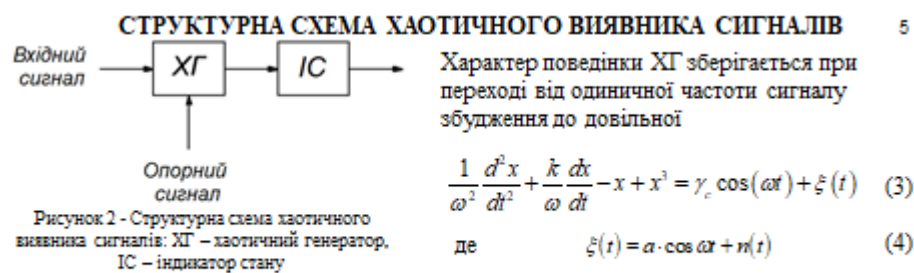 СТРУКТУРНА СХЕМА ХАОТИЧНОГО ВИЯВНИКА СИГНАЛІВ
5
Вхідний
сигнал
ХГ
ІС
Опорний
сигнал
Рисунок 2 - Структурна схема хаотичного
виявника сигналів: ХГ – хаотичний генератор,
ІС – індикатор стану
Характер поведінки ХГ зберігається при
переході від одиничної частоти сигналу
збудження до довільної
1/ω² d²x/dt² + k/ω dx/dt − x + x³ = γ_c cos(ωt) + ξ(t) (3)
де ξ(t) = a·cos ωt + n(t) (4)